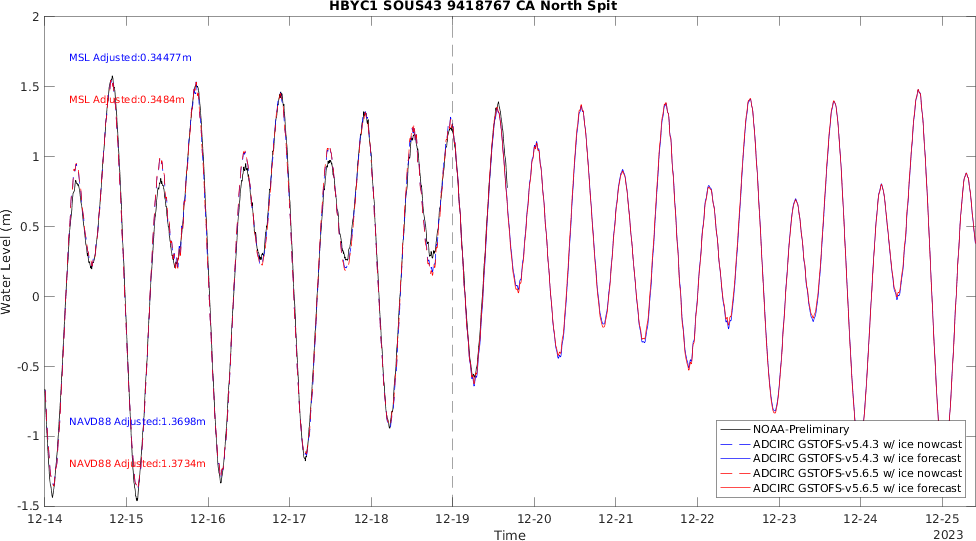 HBYC1 SOUS43 9418767 CA North Spit
2
1.5
1
0.5
0
-0.5
-1
-1.5
Water Level (m)
MSL Adjusted:0.34477m
MSL Adjusted:0.3484m
NAVD88 Adjusted:1.3698m
NAVD88 Adjusted:1.3734m
NOAA-Preliminary
ADCIRC GSTOFS-v5.4.3 w/ ice nowcast
ADCIRC GSTOFS-v5.4.3 w/ ice forecast
ADCIRC GSTOFS-v5.6.5 w/ ice nowcast
ADCIRC GSTOFS-v5.6.5 w/ ice forecast
12-14 12-15 12-16 12-17 12-18 12-19 12-20 12-21 12-22 12-23 12-24 12-25
Time
2023